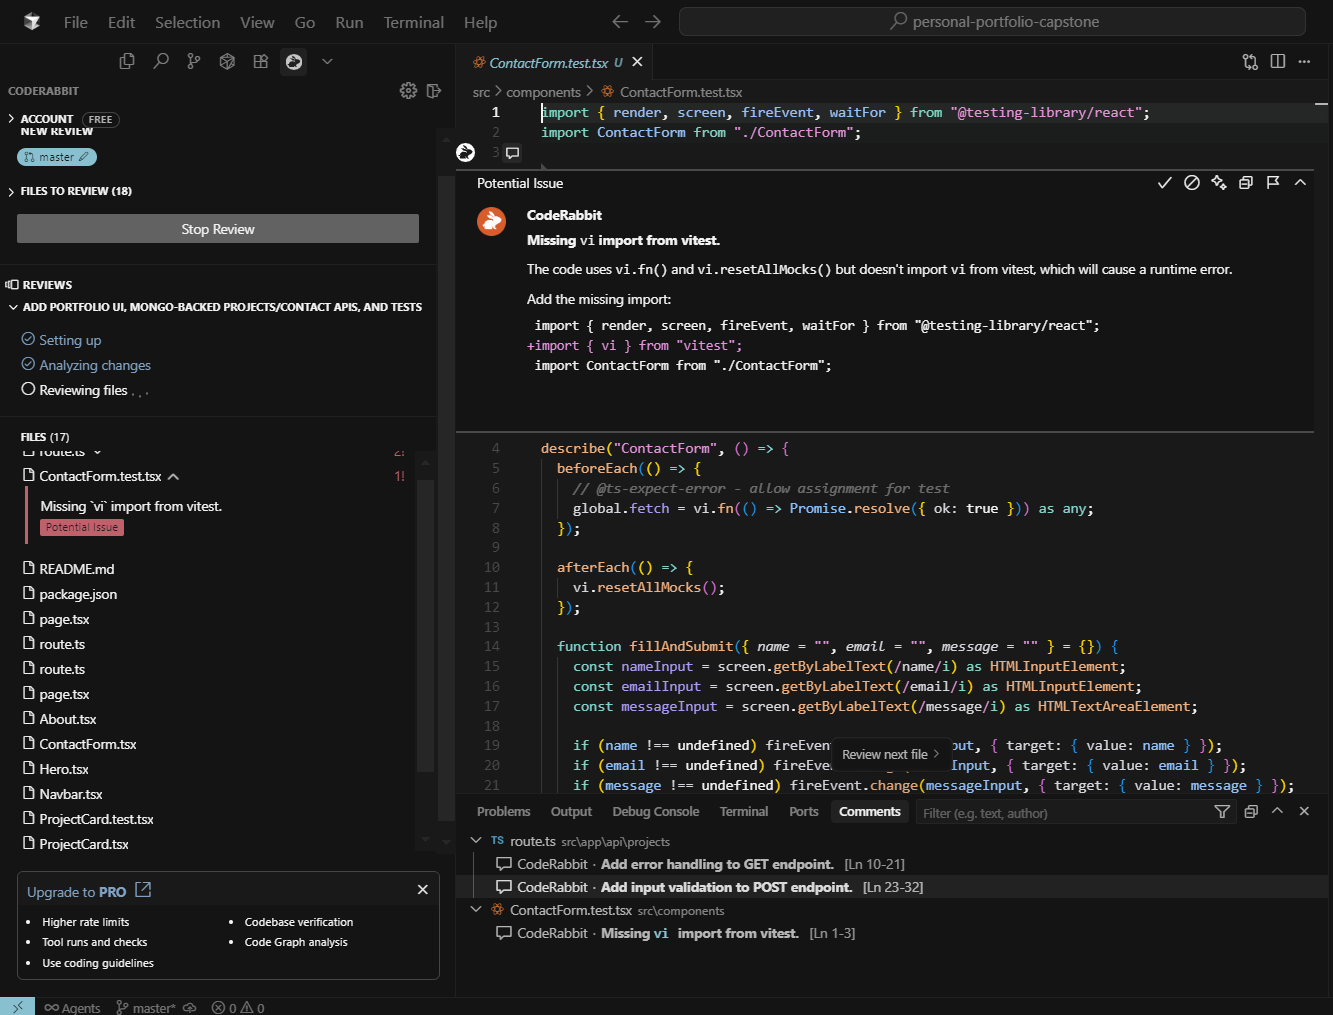 File Edit Selection View Go Run Terminal Help
personal-portfolio-capstone
CODERABBIT
ACCOUNT FREE
NEW REVIEW
master
FILES TO REVIEW (18)
Stop Review
REVIEWS
ADD PORTFOLIO UI, MONGO-BACKED PROJECTS/CONTACT APIS, AND TESTS
Setting up
Analyzing changes
Reviewing files . . .
FILES (17)
route.ts 2!
ContactForm.test.tsx 1!
Missing `vi` import from vitest.
Potential Issue
README.md
package.json
page.tsx
route.ts
route.ts
page.tsx
About.tsx
ContactForm.tsx
Hero.tsx
Navbar.tsx
ProjectCard.test.tsx
ProjectCard.tsx
Upgrade to PRO
Higher rate limits
Tool runs and checks
Use coding guidelines
Codebase verification
Code Graph analysis
ContactForm.test.tsx U
src > components > ContactForm.test.tsx
1 import { render, screen, fireEvent, waitFor } from "@testing-library/react";
2 import ContactForm from "./ContactForm";
3
Potential Issue
CodeRabbit
Missing vi import from vitest.
The code uses vi.fn() and vi.resetAllMocks() but doesn't import vi from vitest, which will cause a runtime error.
Add the missing import:
import { render, screen, fireEvent, waitFor } from "@testing-library/react";
+import { vi } from "vitest";
import ContactForm from "./ContactForm";
4 describe("ContactForm", () => {
5 beforeEach(() => {
6 // @ts-expect-error - allow assignment for test
7 global.fetch = vi.fn(() => Promise.resolve({ ok: true })) as any;
8 });
9
10 afterEach(() => {
11 vi.resetAllMocks();
12 });
13
14 function fillAndSubmit({ name = "", email = "", message = "" } = {}) {
15 const nameInput = screen.getByLabelText(/name/i) as HTMLInputElement;
16 const emailInput = screen.getByLabelText(/email/i) as HTMLInputElement;
17 const messageInput = screen.getByLabelText(/message/i) as HTMLTextAreaElement;
18
19 if (name !== undefined) fireEven put, { target: { value: name } });
20 if (email !== undefined) fireEve Input, { target: { value: email } });
21 if (message !== undefined) fireEvent.change(messageInput, { target: { value: message } });
Review next file >
Problems Output Debug Console Terminal Ports Comments Filter (e.g. text, author)
TS route.ts src\app\api\projects
CodeRabbit · Add error handling to GET endpoint. [Ln 10-21]
CodeRabbit · Add input validation to POST endpoint. [Ln 23-32]
ContactForm.test.tsx src\components
CodeRabbit · Missing vi import from vitest. [Ln 1-3]
Agents master* 0 0